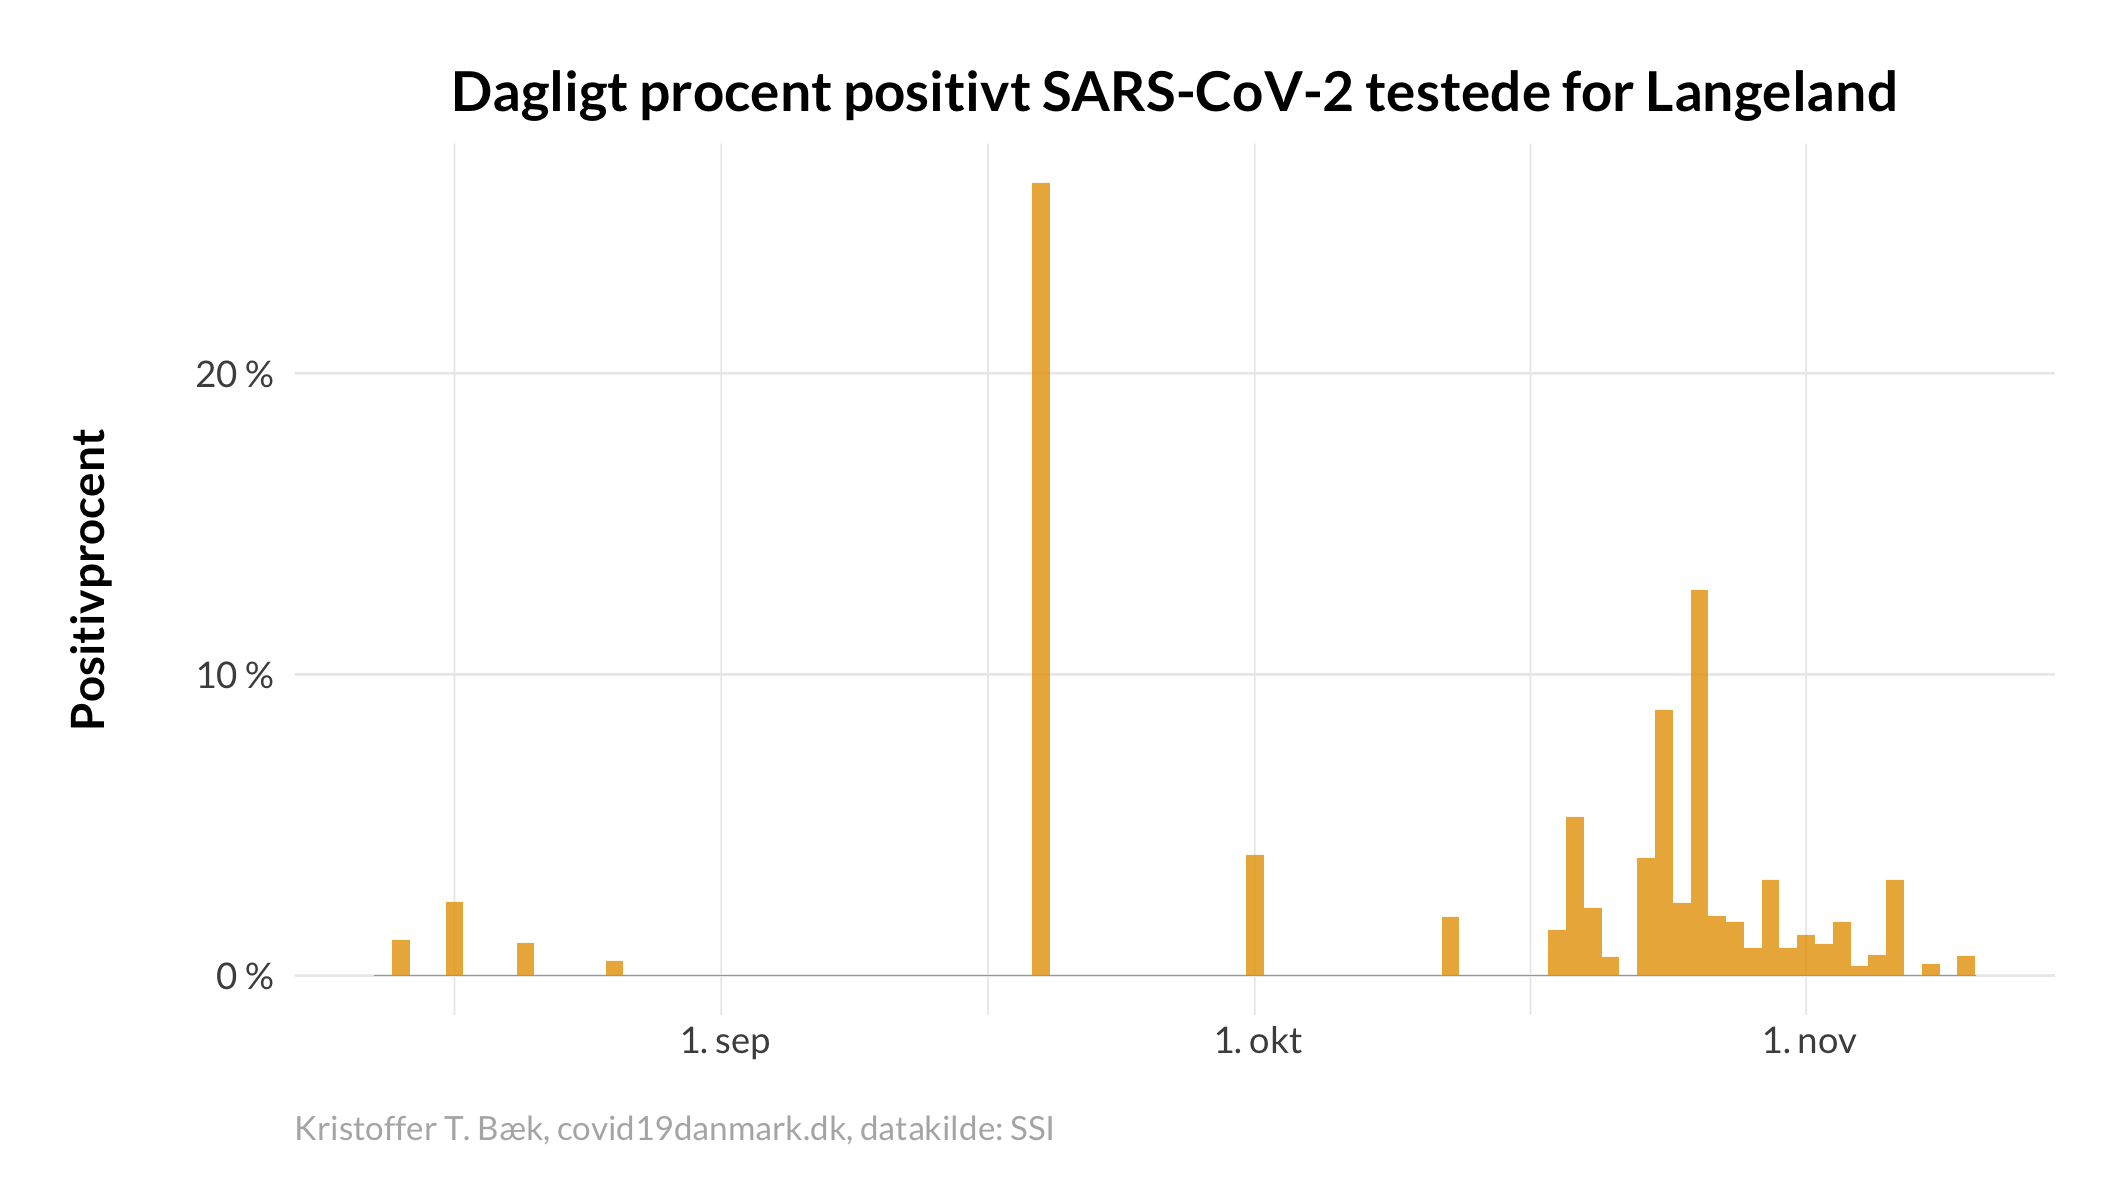 Dagligt procent positivt SARS-CoV-2 testede for Langeland
Positivprocent
20 %
10 %
0 %
1. sep
1. okt
1. nov
Kristoffer T. Bæk, covid19danmark.dk, datakilde: SSI